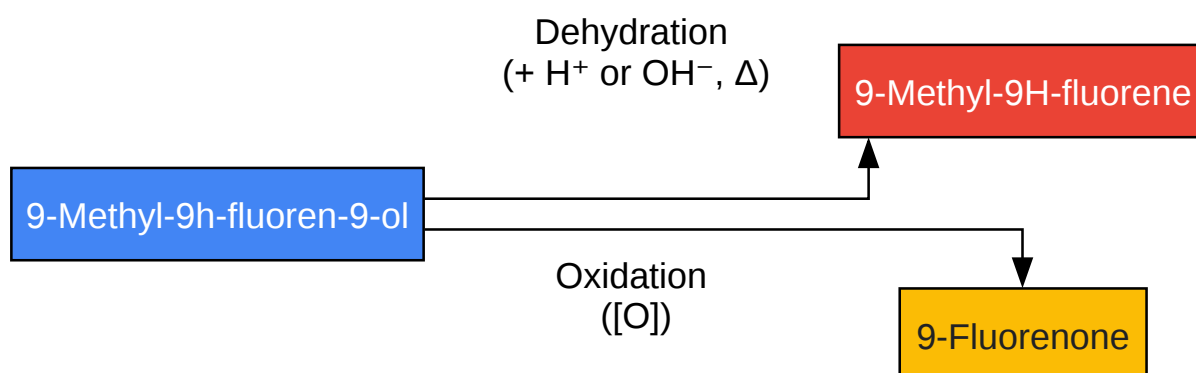 Dehydration
(+ H⁺ or OH⁻, Δ)
9-Methyl-9H-fluorene
9-Methyl-9h-fluoren-9-ol
Oxidation
([O])
9-Fluorenone